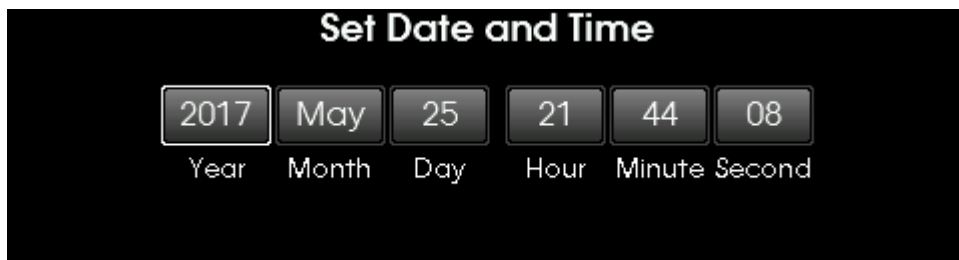 Set Date and Time
2017 May 25 21 44 08
Year Month Day Hour Minute Second